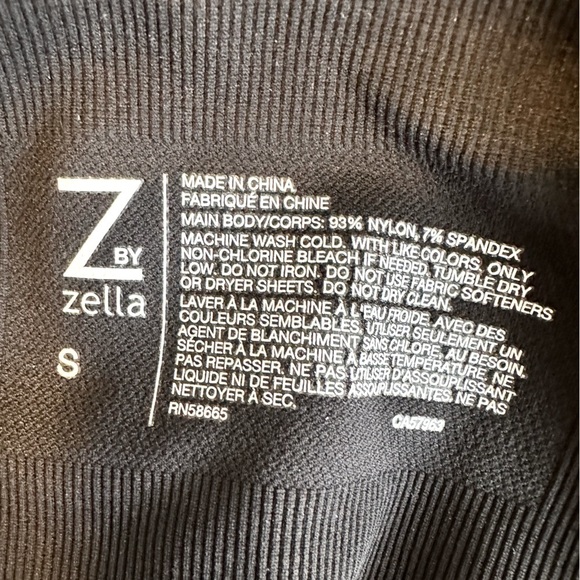 Z BY
zella
S
MADE IN CHINA
FABRIQUÉ EN CHINE
MAIN BODY/CORPS: 93% NYLON, 7% SPANDEX
MACHINE WASH COLD. WITH LIKE COLORS, ONLY
NON-CHLORINE BLEACH IF NEEDED, TUMBLE DRY
LOW. DO NOT IRON. DO NOT USE FABRIC SOFTENERS
OR DRYER SHEETS. DO NOT DRY CLEAN.
LAVER À LA MACHINE À L'EAU FROIDE, AVEC DES
COULEURS SEMBLABLES, UTILISER SEULEMENT UN
AGENT DE BLANCHIMENT SANS CHLORE, AU BESOIN.
SÉCHER À LA MACHINE À BASSE TEMPÉRATURE, NE
PAS REPASSER. NE PAS UTILISER D'ASSOUPLISSANT
LIQUIDE NI DE FEUILLES ASSOUPLISSANTES. NE PAS
NETTOYER À SEC.
RN58665 CA57963